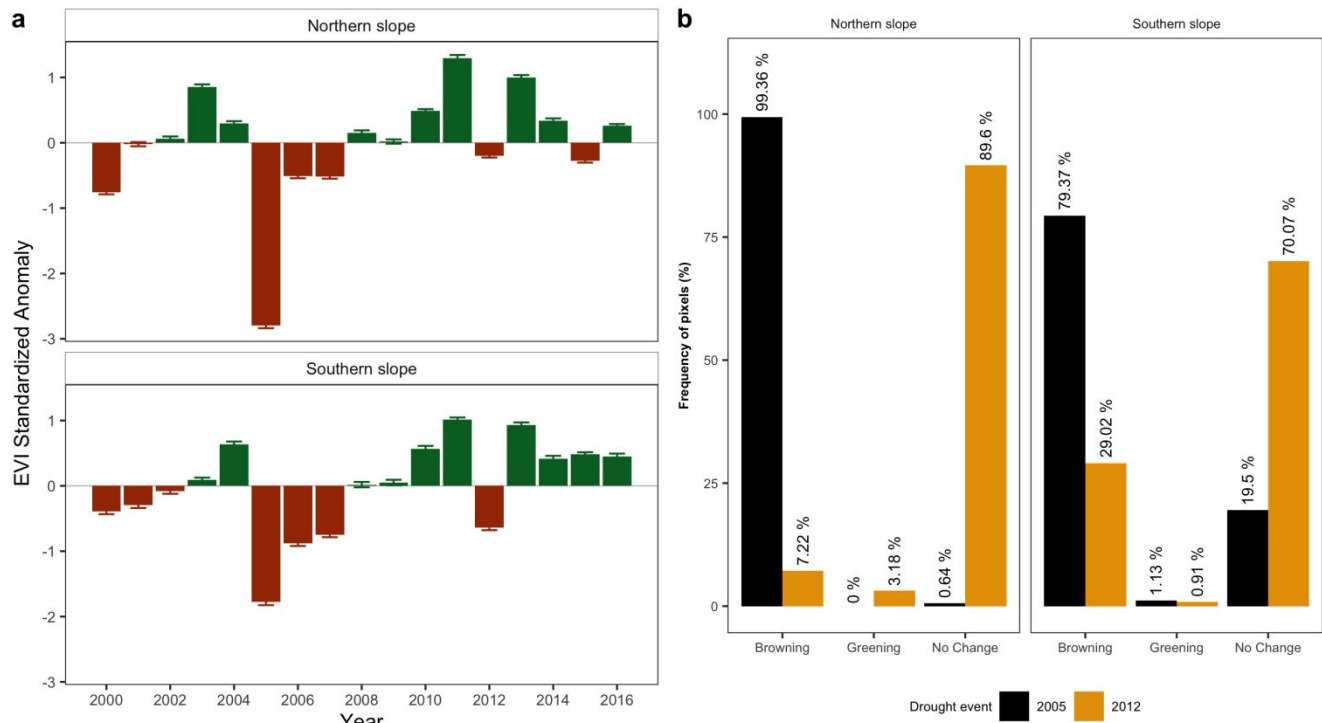 a
Northern slope
1
0
-1
-2
-3
Southern slope
1
0
-1
-2
-3
EVI Standardized Anomaly
2000 2002 2004 2006 2008 2010 2012 2014 2016
Year
b
Northern slope
Southern slope
Frequency of pixels (%)
100
75
50
25
0
99.36 %
7.22 %
0 %
3.18 %
0.64 %
89.6 %
79.37 %
29.02 %
1.13 %
0.91 %
19.5 %
70.07 %
Browning Greening No Change
Browning Greening No Change
Drought event 2005 2012